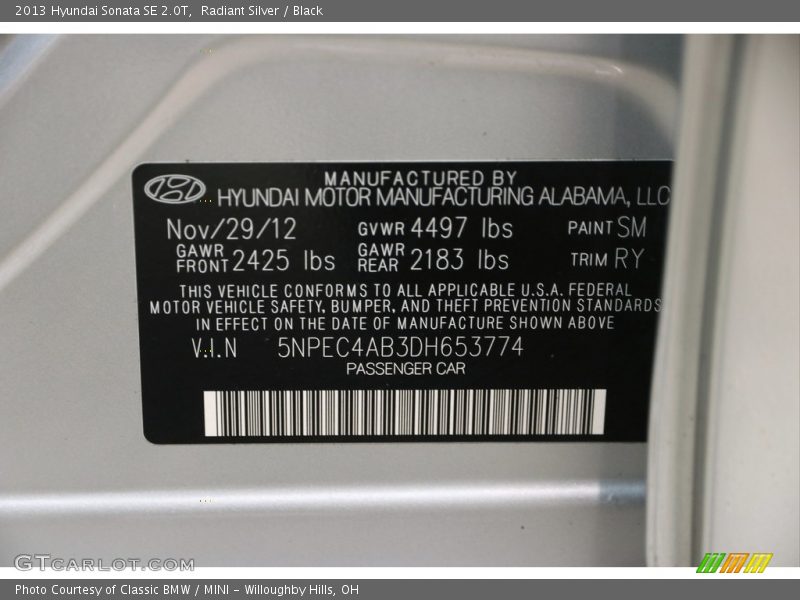 2013 Hyundai Sonata SE 2.0T, Radiant Silver / Black
MANUFACTURED BY
HYUNDAI MOTOR MANUFACTURING ALABAMA, LLC
Nov/29/12 GVWR 4497 lbs PAINT SM
GAWR FRONT 2425 lbs GAWR REAR 2183 lbs TRIM RY
THIS VEHICLE CONFORMS TO ALL APPLICABLE U.S.A. FEDERAL
MOTOR VEHICLE SAFETY, BUMPER, AND THEFT PREVENTION STANDARDS
IN EFFECT ON THE DATE OF MANUFACTURE SHOWN ABOVE
V.I.N 5NPEC4AB3DH653774
PASSENGER CAR
GTCARLOT.COM
Photo Courtesy of Classic BMW / MINI - Willoughby Hills, OH